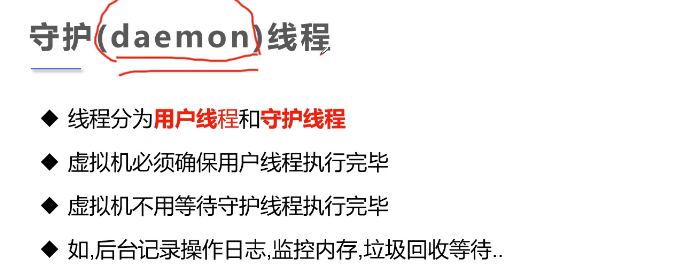 守护(daemon)线程
◆ 线程分为用户线程和守护线程
◆ 虚拟机必须确保用户线程执行完毕
◆ 虚拟机不用等待守护线程执行完毕
◆ 如,后台记录操作日志,监控内存,垃圾回收等待..